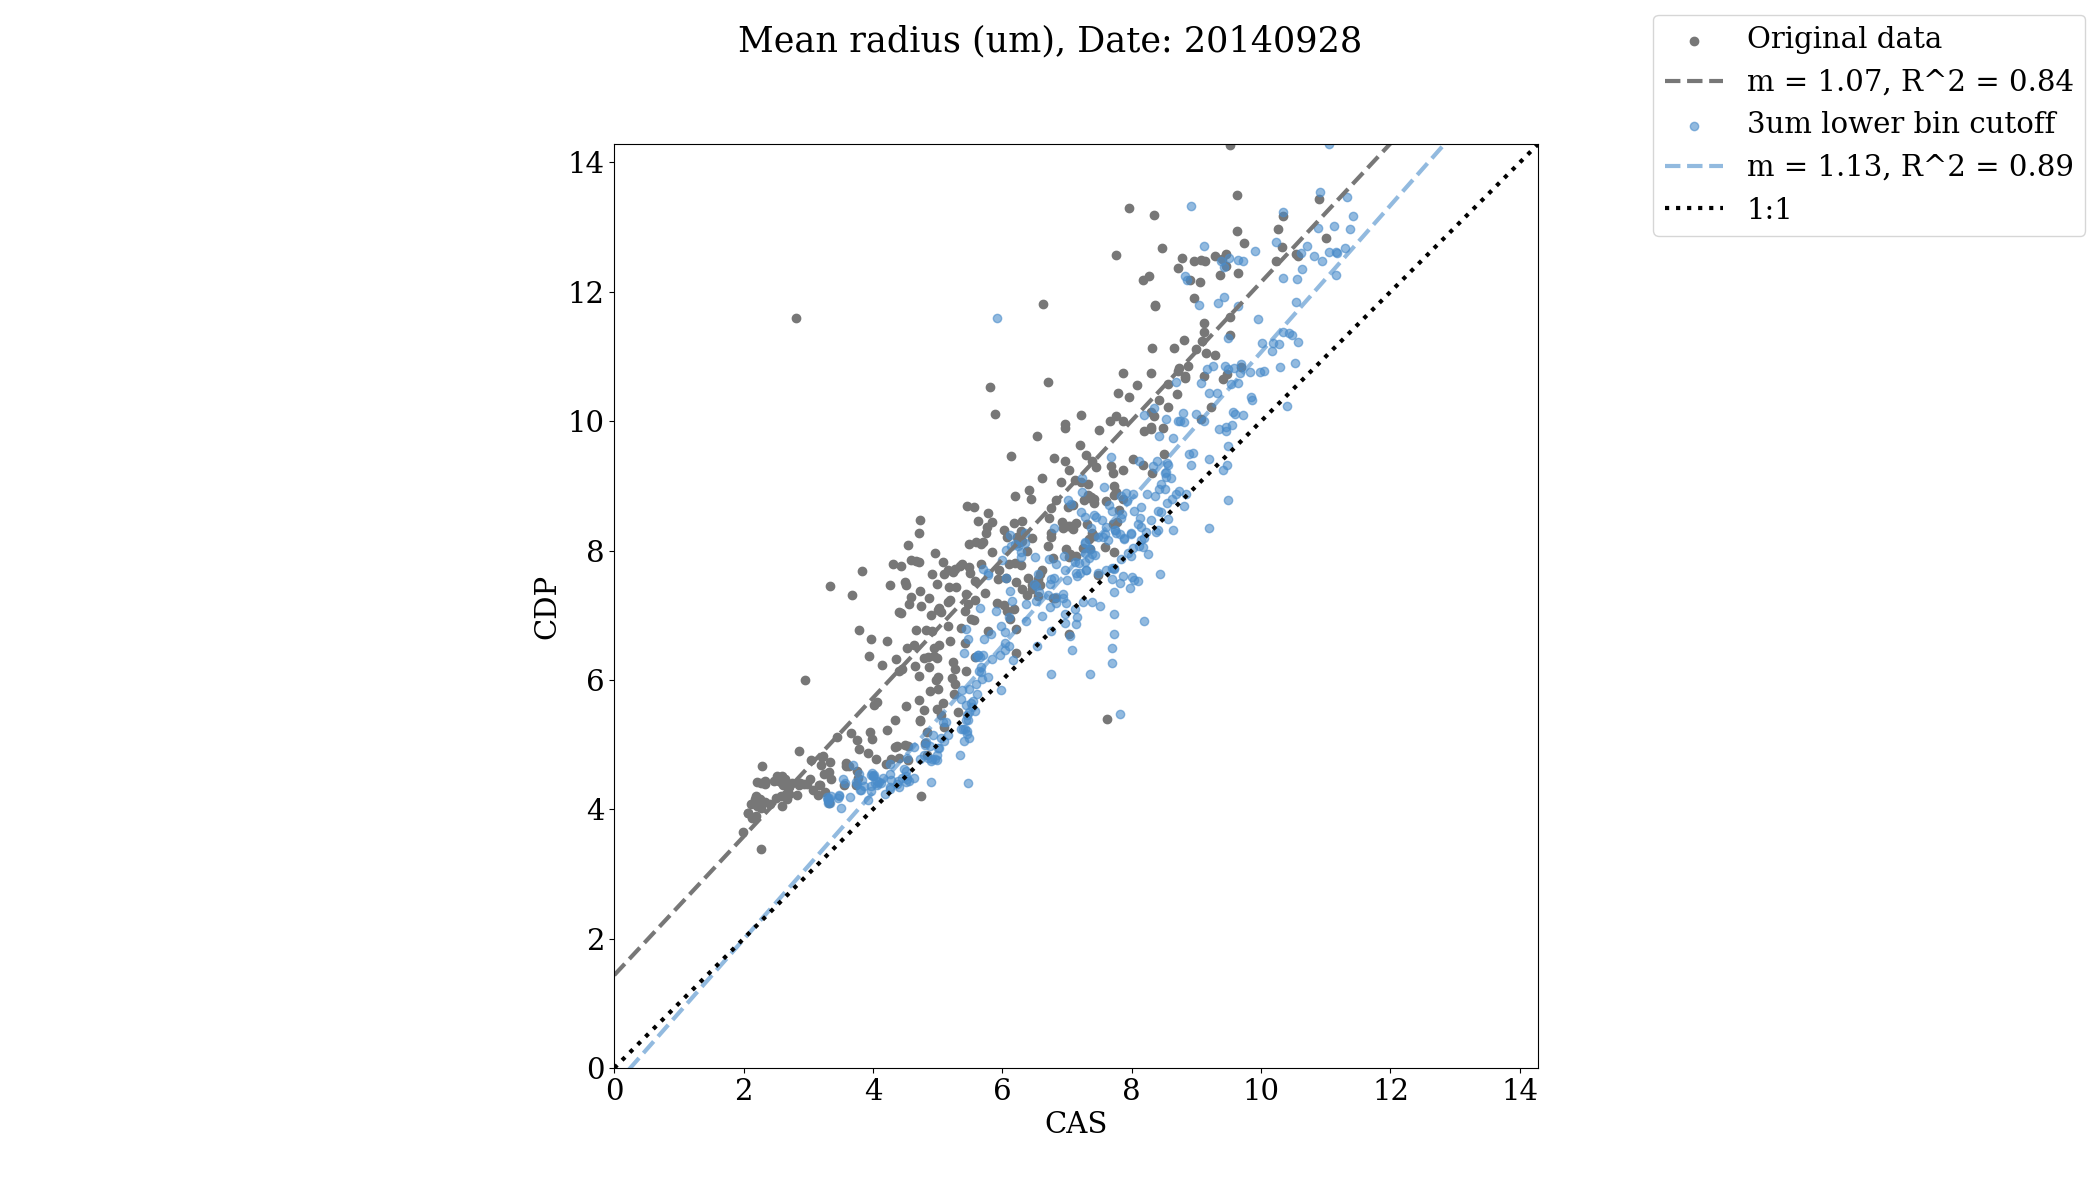 Mean radius (um), Date: 20140928
Original data
m = 1.07, R^2 = 0.84
3um lower bin cutoff
m = 1.13, R^2 = 0.89
1:1
14
12
10
8
6
4
2
0
CDP
0 2 4 6 8 10 12 14
CAS